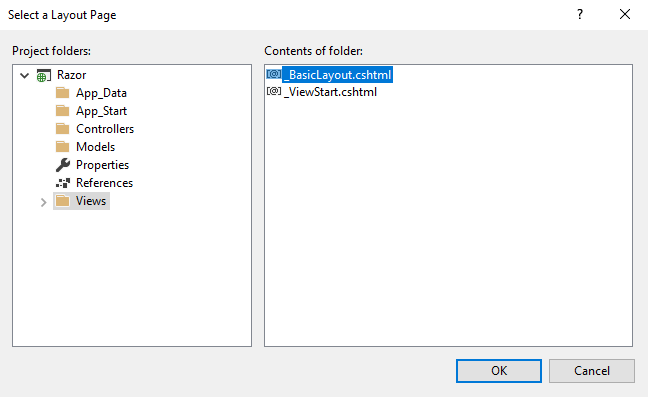 Select a Layout Page
?
Project folders:
Contents of folder:
Razor
App_Data
App_Start
Controllers
Models
Properties
References
Views
[@] _BasicLayout.cshtml
[@] _ViewStart.cshtml
OK
Cancel